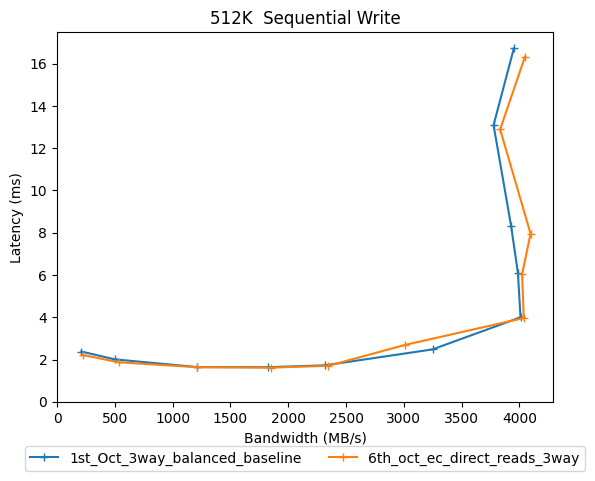 512K  Sequential Write
Latency (ms)
16
14
12
10
8
6
4
2
0
0 500 1000 1500 2000 2500 3000 3500 4000
Bandwidth (MB/s)
1st_Oct_3way_balanced_baseline 6th_oct_ec_direct_reads_3way